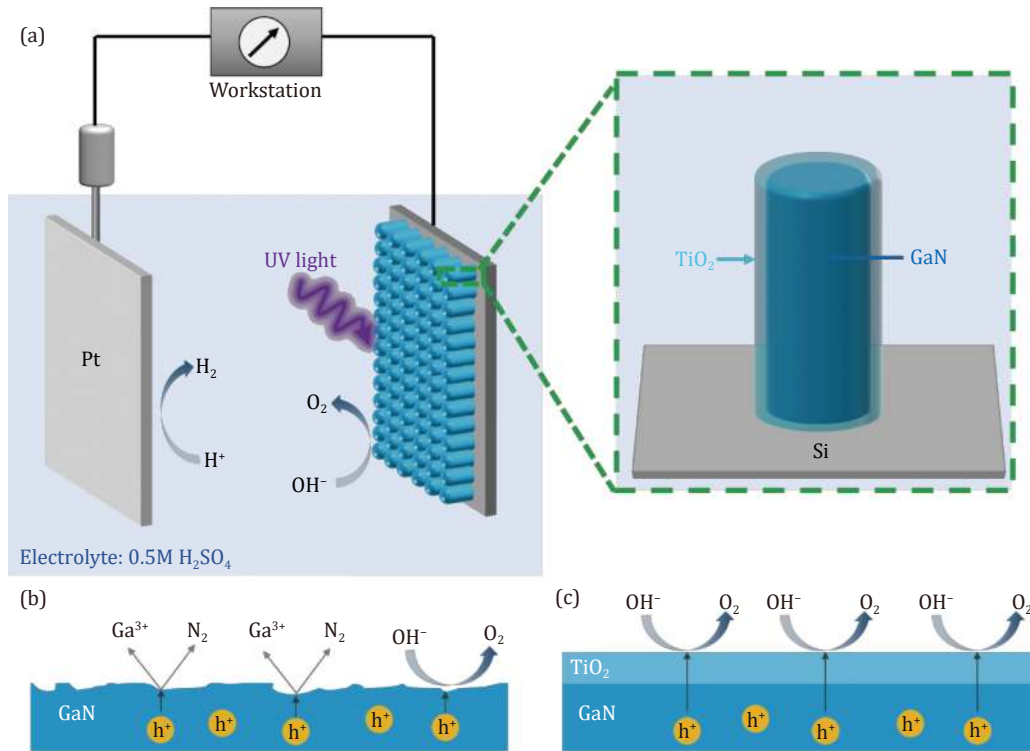 (a)
Workstation
UV light
TiO₂
GaN
Pt
H₂
O₂
H⁺
OH⁻
Si
Electrolyte: 0.5M H₂SO₄
(b)
Ga³⁺ N₂ Ga³⁺ N₂ OH⁻ O₂
GaN
h⁺ h⁺ h⁺ h⁺ h⁺
(c)
OH⁻ O₂ OH⁻ O₂ OH⁻ O₂
TiO₂
GaN
h⁺ h⁺ h⁺ h⁺ h⁺